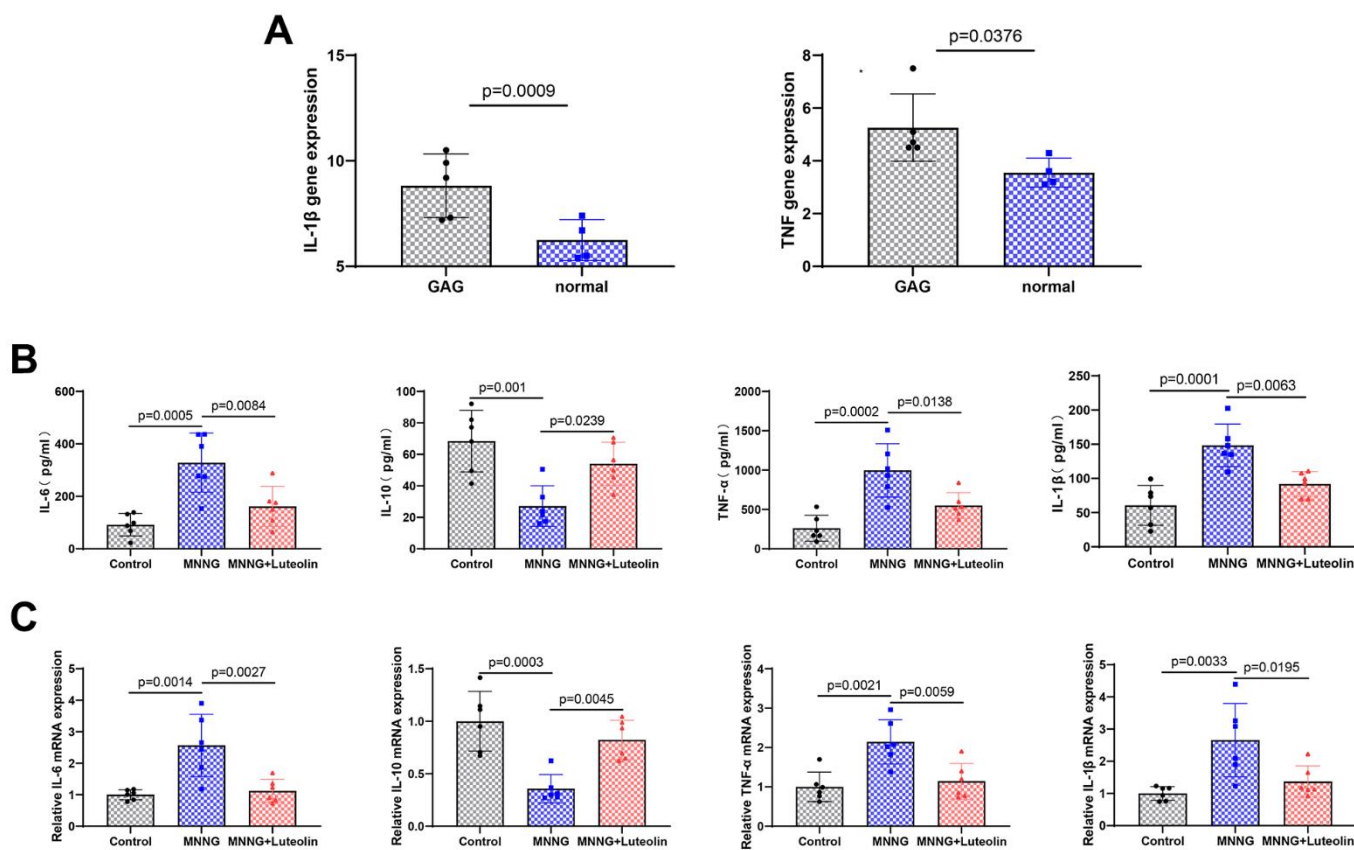 A
IL-1β gene expression
15
10
5
p=0.0009
GAG
normal
TNF gene expression
8
6
4
2
0
*
p=0.0376
GAG
normal
B
IL-6 ( pg/ml)
600
400
200
0
p=0.0005
p=0.0084
Control
MNNG
MNNG+Luteolin
IL-10 ( pg/ml)
100
80
60
40
20
0
p=0.001
p=0.0239
Control
MNNG
MNNG+Luteolin
TNF-α ( pg/ml)
2000
1500
1000
500
0
p=0.0002
p=0.0138
Control
MNNG
MNNG+Luteolin
IL-1β ( pg/ml)
250
200
150
100
50
0
p=0.0001
p=0.0063
Control
MNNG
MNNG+Luteolin
C
Relative IL-6 mRNA expression
5
4
3
2
1
0
p=0.0014
p=0.0027
Control
MNNG
MNNG+Luteolin
Relative IL-10 mRNA expression
1.5
1.0
0.5
0.0
p=0.0003
p=0.0045
Control
MNNG
MNNG+Luteolin
Relative TNF-α mRNA expression
4
3
2
1
0
p=0.0021
p=0.0059
Control
MNNG
MNNG+Luteolin
Relative IL-1β mRNA expression
5
4
3
2
1
0
p=0.0033
p=0.0195
Control
MNNG
MNNG+Luteolin